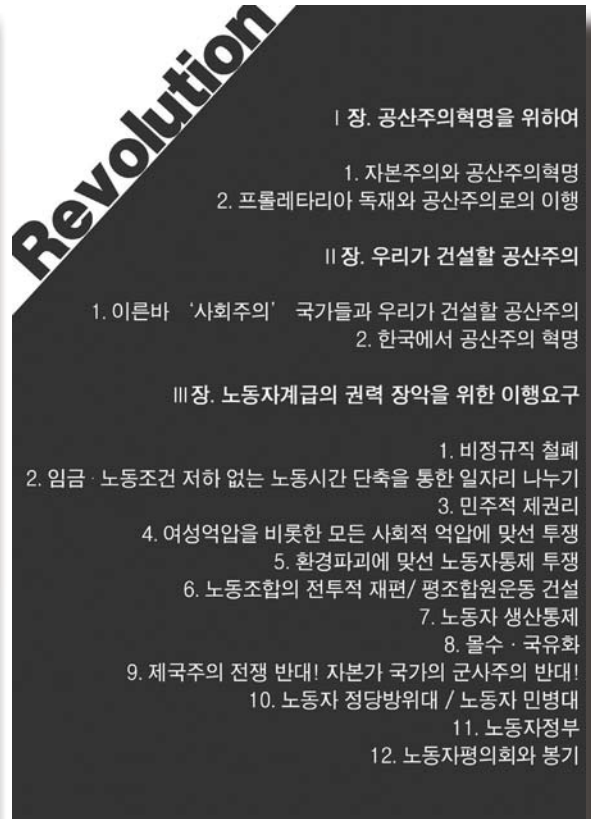 Revolution
Ⅰ장. 공산주의혁명을 위하여
1. 자본주의와 공산주의혁명
2. 프롤레타리아 독재와 공산주의로의 이행
Ⅱ장. 우리가 건설할 공산주의
1. 이른바 ‘사회주의’ 국가들과 우리가 건설할 공산주의
2. 한국에서 공산주의 혁명
Ⅲ장. 노동자계급의 권력 장악을 위한 이행요구
1. 비정규직 철폐
2. 임금·노동조건 저하 없는 노동시간 단축을 통한 일자리 나누기
3. 민주적 제권리
4. 여성억압을 비롯한 모든 사회적 억압에 맞선 투쟁
5. 환경파괴에 맞선 노동자통제 투쟁
6. 노동조합의 전투적 재편/ 평조합원운동 건설
7. 노동자 생산통제
8. 몰수·국유화
9. 제국주의 전쟁 반대! 자본가 국가의 군사주의 반대!
10. 노동자 정당방위대 / 노동자 민병대
11. 노동자정부
12. 노동자평의회와 봉기